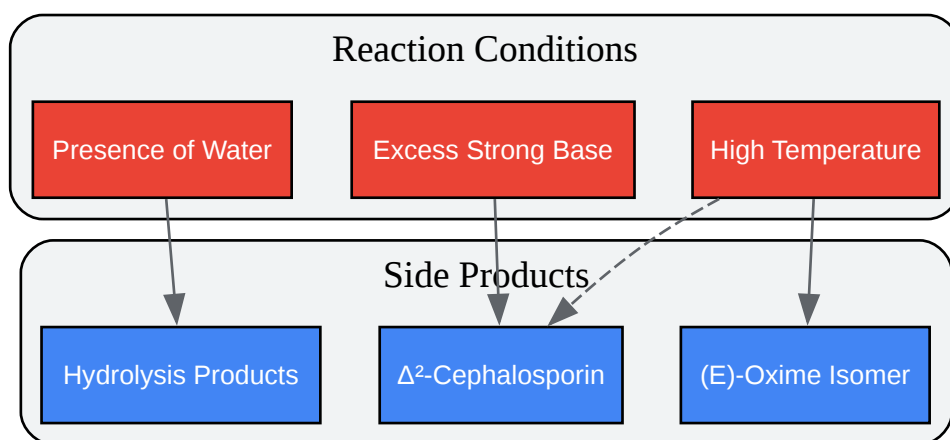 Reaction Conditions
Presence of Water
Excess Strong Base
High Temperature
Side Products
Hydrolysis Products
Δ²-Cephalosporin
(E)-Oxime Isomer